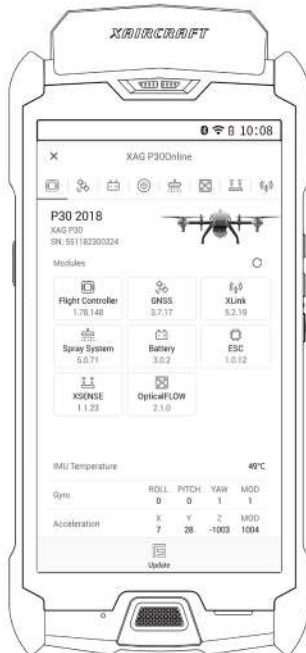 XAIRCRAFT
10:08
XAG P30Online
P30 2018
XAG P30
SN: 551182300324
Modules
Flight Controller GNSS XLink
1.78.148 3.7.17 5.2.19
Spray System Battery ESC
5.0.71 3.0.2 1.0.12
XSENSE OpticalFLOW
1.1.23 2.1.0
IMU Temperature 49°C
Gyro ROLL PITCH YAW MOD
0 0 1 1
Acceleration X Y Z MOD
7 28 -1003 1004
Update